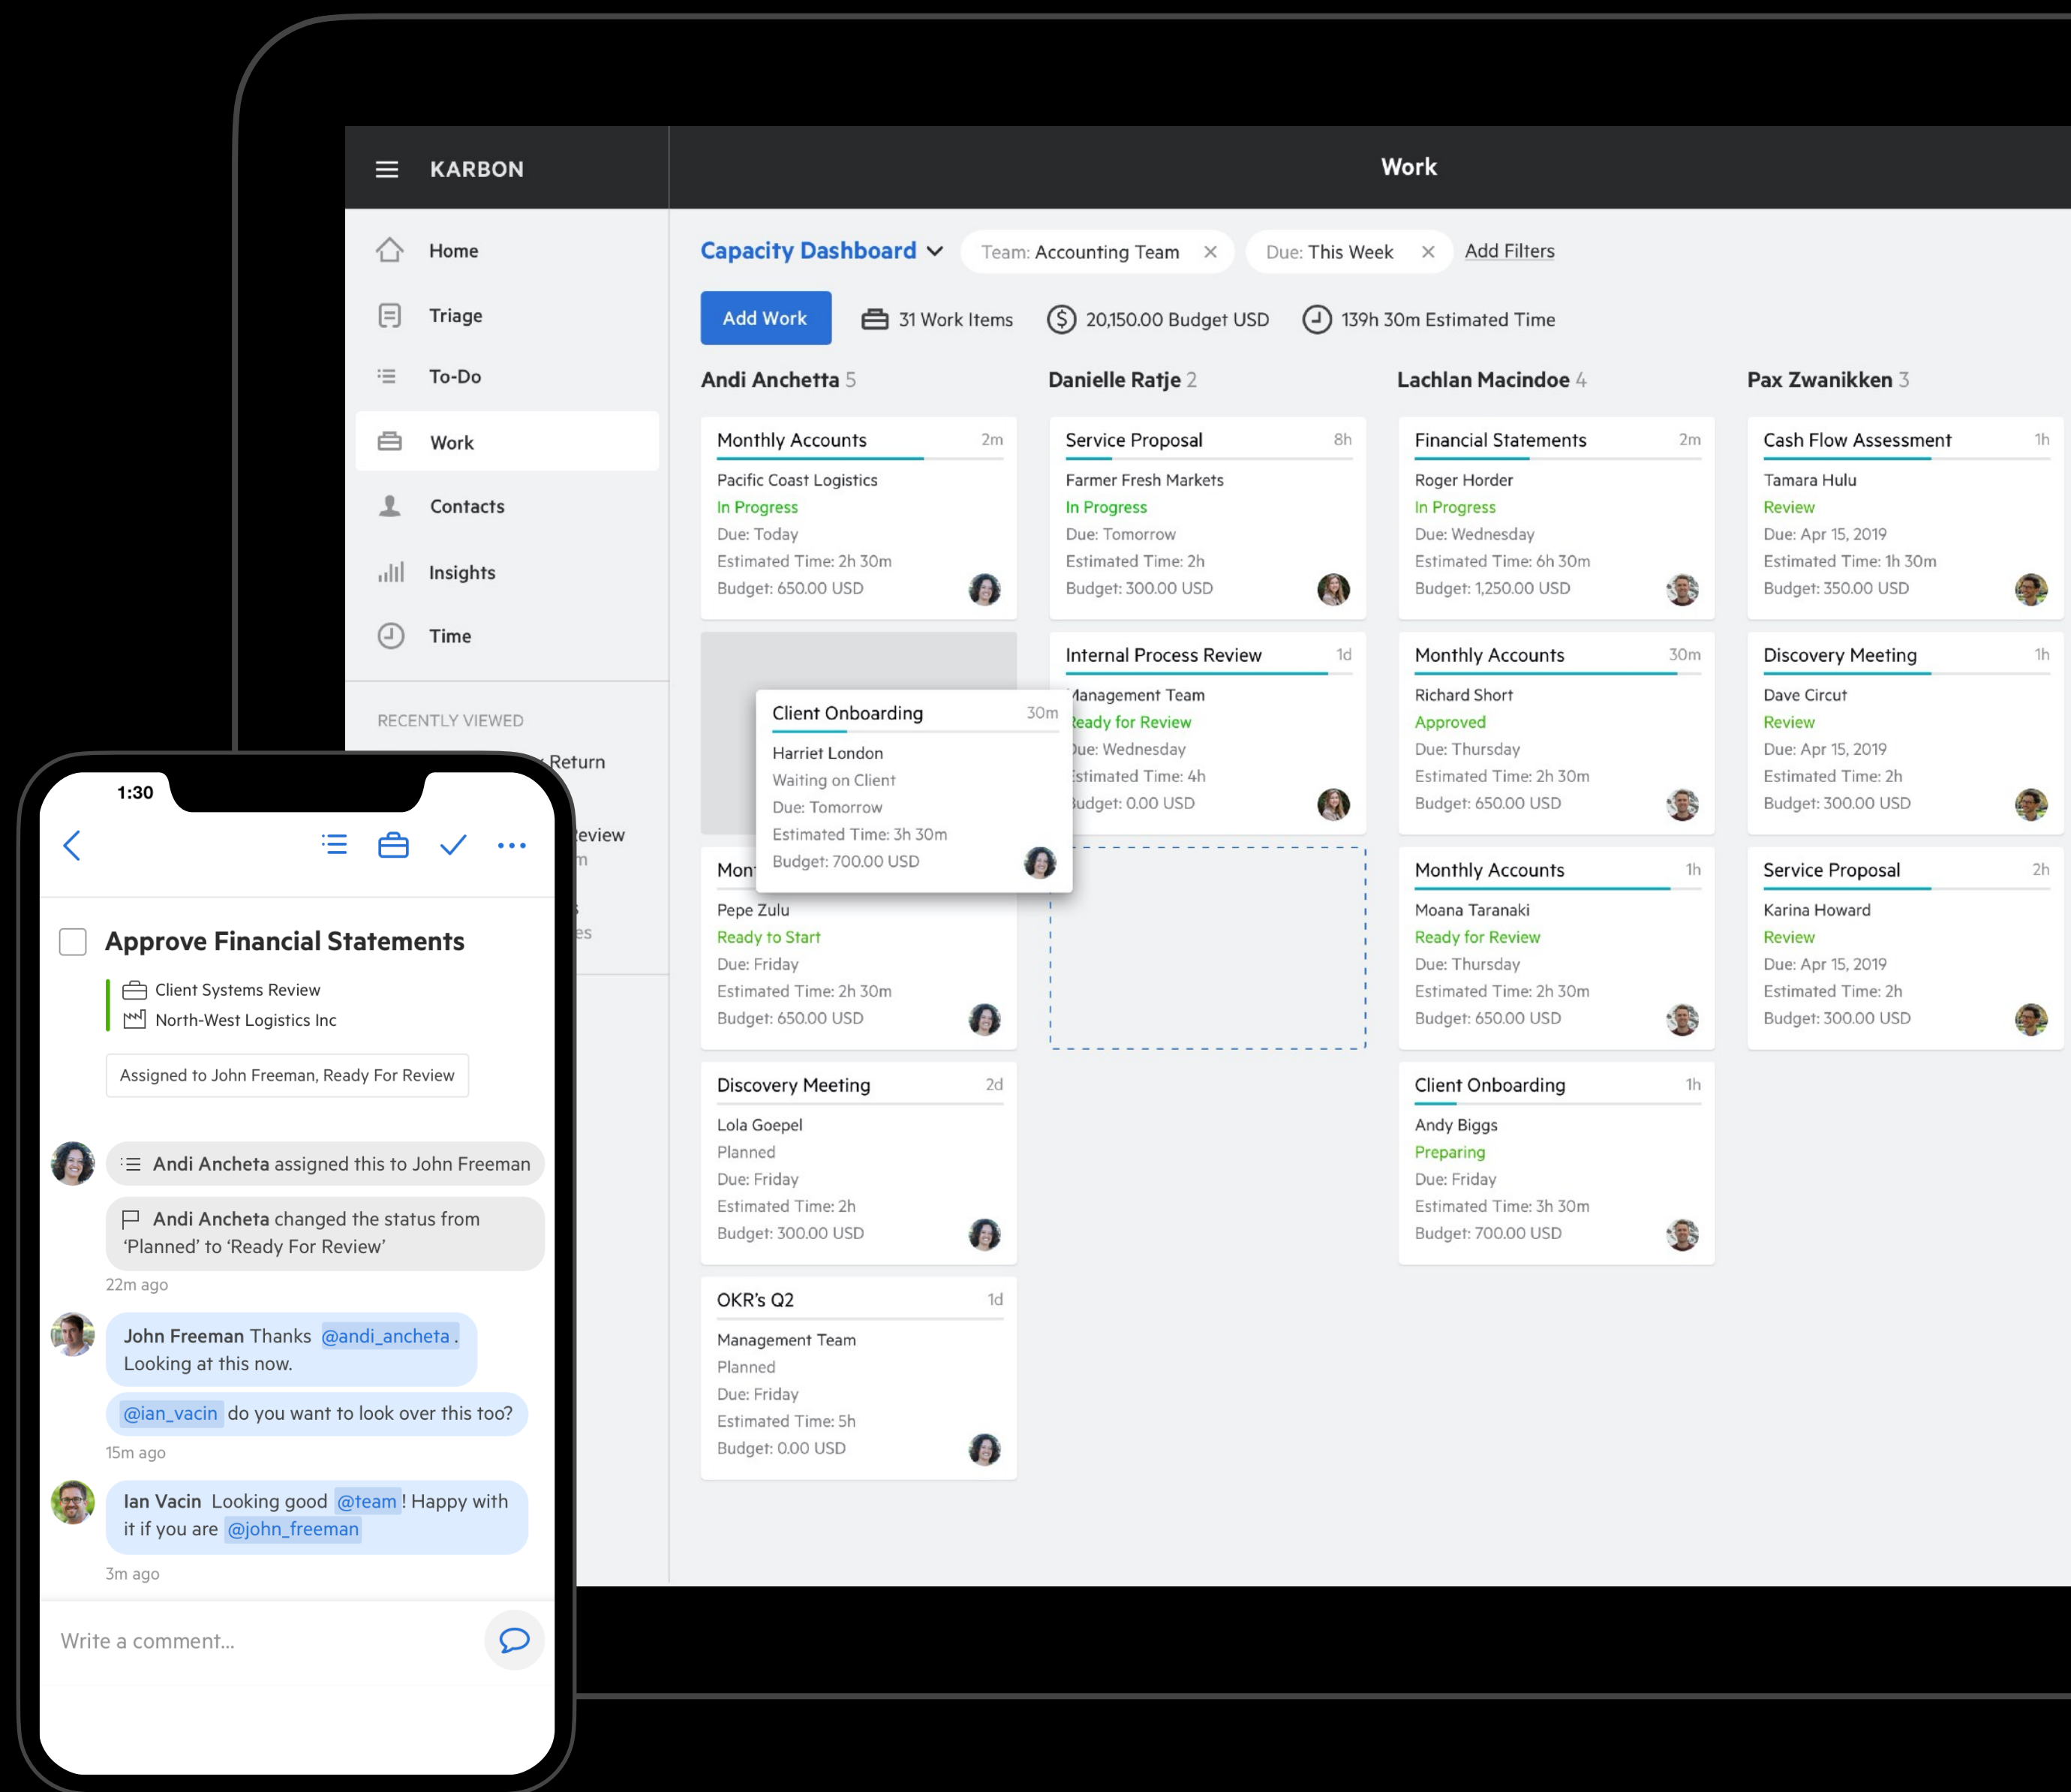 KARBON
Work
Home
Triage
To-Do
Work
Contacts
Insights
Time
RECENTLY VIEWED
Return
Review
Capacity Dashboard
Team: Accounting Team
Due: This Week
Add Filters
Add Work
31 Work Items
20,150.00 Budget USD
139h 30m Estimated Time
Andi Anchetta 5
Monthly Accounts 2m
Pacific Coast Logistics
In Progress
Due: Today
Estimated Time: 2h 30m
Budget: 650.00 USD
Client Onboarding 30m
Harriet London
Waiting on Client
Due: Tomorrow
Estimated Time: 3h 30m
Budget: 700.00 USD
Mon
Pepe Zulu
Ready to Start
Due: Friday
Estimated Time: 2h 30m
Budget: 650.00 USD
Discovery Meeting 2d
Lola Goepel
Planned
Due: Friday
Estimated Time: 2h
Budget: 300.00 USD
OKR's Q2 1d
Management Team
Planned
Due: Friday
Estimated Time: 5h
Budget: 0.00 USD
Danielle Ratje 2
Service Proposal 8h
Farmer Fresh Markets
In Progress
Due: Tomorrow
Estimated Time: 2h
Budget: 300.00 USD
Internal Process Review 1d
Management Team
Ready for Review
Due: Wednesday
Estimated Time: 4h
Budget: 0.00 USD
Lachlan Macindoe 4
Financial Statements 2m
Roger Horder
In Progress
Due: Wednesday
Estimated Time: 6h 30m
Budget: 1,250.00 USD
Monthly Accounts 30m
Richard Short
Approved
Due: Thursday
Estimated Time: 2h 30m
Budget: 650.00 USD
Monthly Accounts 1h
Moana Taranaki
Ready for Review
Due: Thursday
Estimated Time: 2h 30m
Budget: 650.00 USD
Client Onboarding 1h
Andy Biggs
Preparing
Due: Friday
Estimated Time: 3h 30m
Budget: 700.00 USD
Pax Zwanikken 3
Cash Flow Assessment 1h
Tamara Hulu
Review
Due: Apr 15, 2019
Estimated Time: 1h 30m
Budget: 350.00 USD
Discovery Meeting 1h
Dave Circut
Review
Due: Apr 15, 2019
Estimated Time: 2h
Budget: 300.00 USD
Service Proposal 2h
Karina Howard
Review
Due: Apr 15, 2019
Estimated Time: 2h
Budget: 300.00 USD
1:30
Approve Financial Statements
Client Systems Review
North-West Logistics Inc
Assigned to John Freeman, Ready For Review
Andi Ancheta assigned this to John Freeman
Andi Ancheta changed the status from
‘Planned’ to ‘Ready For Review’
22m ago
John Freeman Thanks @andi_ancheta .
Looking at this now.
@ian_vacin do you want to look over this too?
15m ago
Ian Vacin Looking good @team ! Happy with
it if you are @john_freeman
3m ago
Write a comment...